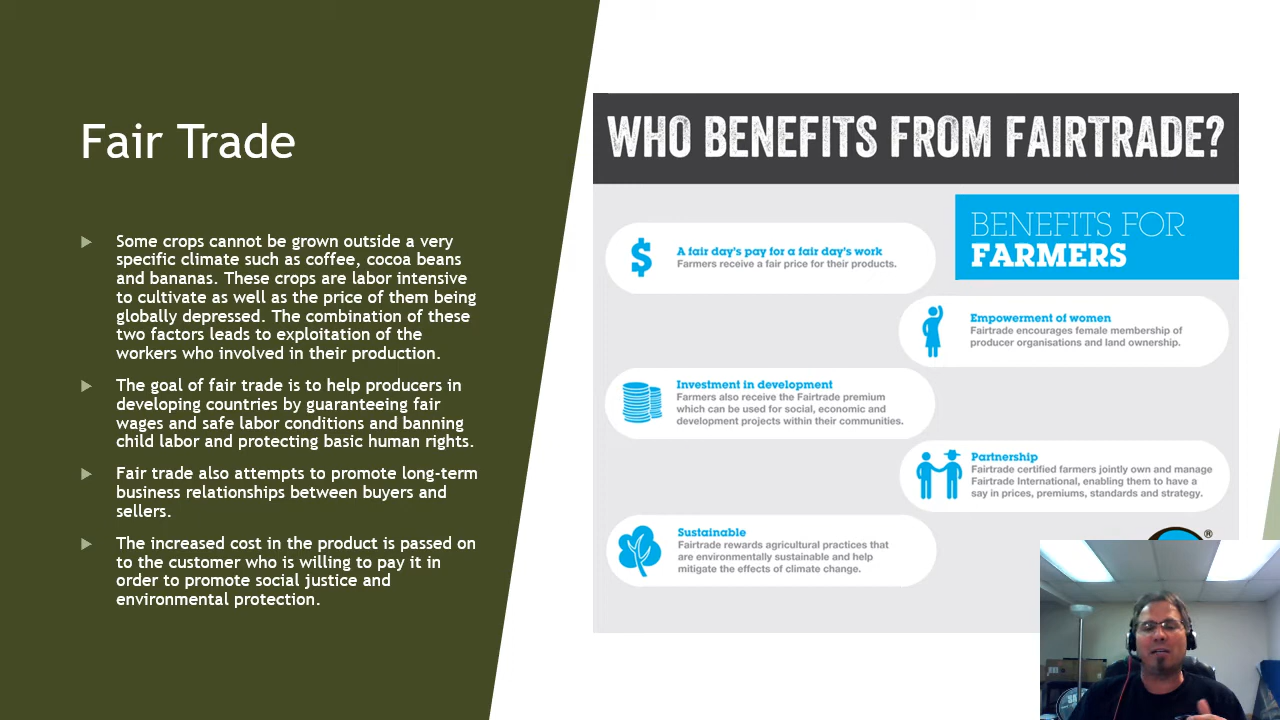 Fair Trade
Some crops cannot be grown outside a very
specific climate such as coffee, cocoa beans
and bananas. These crops are labor intensive
to cultivate as well as the price of them being
globally depressed. The combination of these
two factors leads to exploitation of the
workers who involved in their production.
The goal of fair trade is to help producers in
developing countries by guaranteeing fair
wages and safe labor conditions and banning
child labor and protecting basic human rights.
Fair trade also attempts to promote long-term
business relationships between buyers and
sellers.
The increased cost in the product is passed on
to the customer who is willing to pay it in
order to promote social justice and
environmental protection.
WHO BENEFITS FROM FAIRTRADE?
BENEFITS FOR
FARMERS
$
A fair day's pay for a fair day's work
Farmers receive a fair price for their products.
Empowerment of women
Fairtrade encourages female membership of
producer organisations and land ownership.
Investment in development
Farmers also receive the Fairtrade premium
which can be used for social, economic and
development projects within their communities.
Partnership
Fairtrade certified farmers jointly own and manage
Fairtrade International, enabling them to have a
say in prices, premiums, standards and strategy.
Sustainable
Fairtrade rewards agricultural practices that
are environmentally sustainable and help
mitigate the effects of climate change.
®